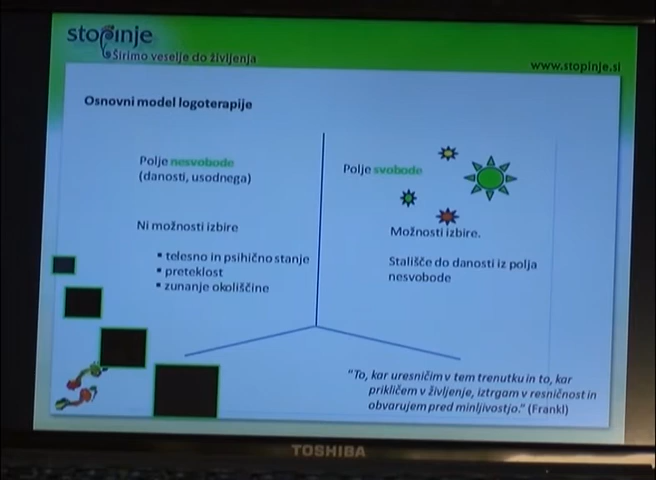 stopinje
Širimo veselje do življenja
www.stopinje.si
Osnovni model logoterapije
Polje nesvobode
(danosti, usodnega)
Ni možnosti izbire
▪ telesno in psihično stanje
▪ preteklost
▪ zunanje okoliščine
Polje svobode
Možnosti izbire.
Stališče do danosti iz polja
nesvobode
"To, kar uresničim v tem trenutku in to, kar
prikličem v življenje, iztrgam v resničnost in
obvarujem pred minljivostjo." (Frankl)
TOSHIBA